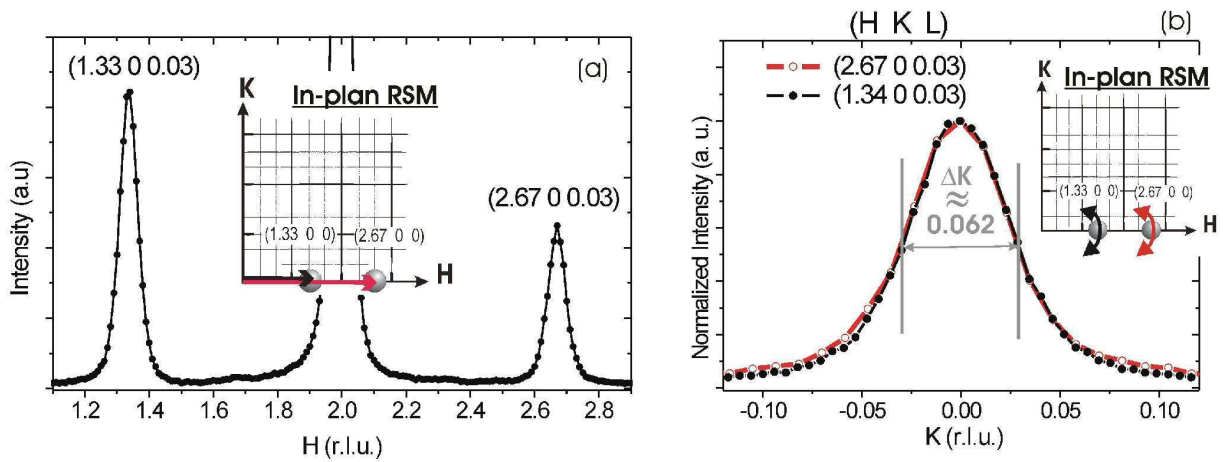 (a)
(1.33 0 0.03)
K
In-plan RSM
(1.33 0 0)
(2.67 0 0)
H
(2.67 0 0.03)
Intensity (a.u)
1.2 1.4 1.6 1.8 2.0 2.2 2.4 2.6 2.8
H (r.l.u.)
(H K L)
(b)
(2.67 0 0.03)
(1.34 0 0.03)
In-plan RSM
K
(1.33 0 0)
(2.67 0 0)
H
ΔK
≈
0.062
Normalized Intensity (a. u.)
-0.10 -0.05 0.00 0.05 0.10
K (r.l.u.)